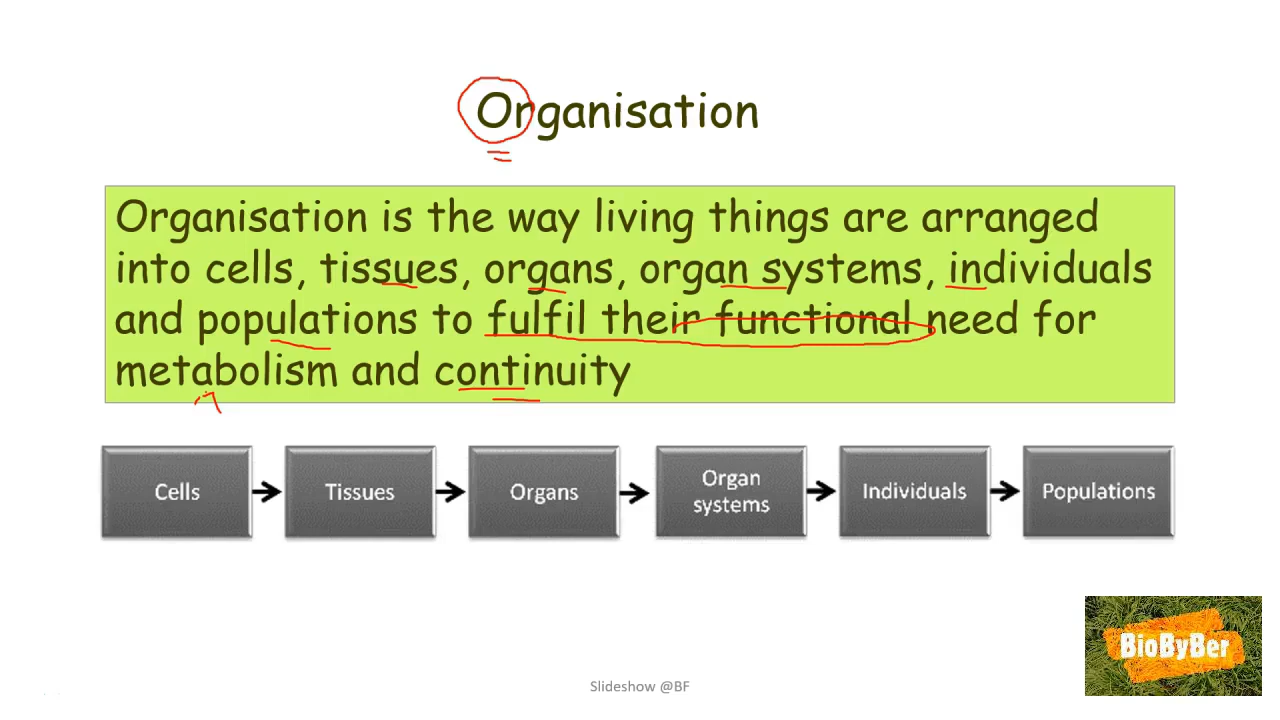 Organisation
Organisation is the way living things are arranged
into cells, tissues, organs, organ systems, individuals
and populations to fulfil their functional need for
metabolism and continuity
Cells
Tissues
Organs
Organ
systems
Individuals
Populations
BioByBer
Slideshow @BF